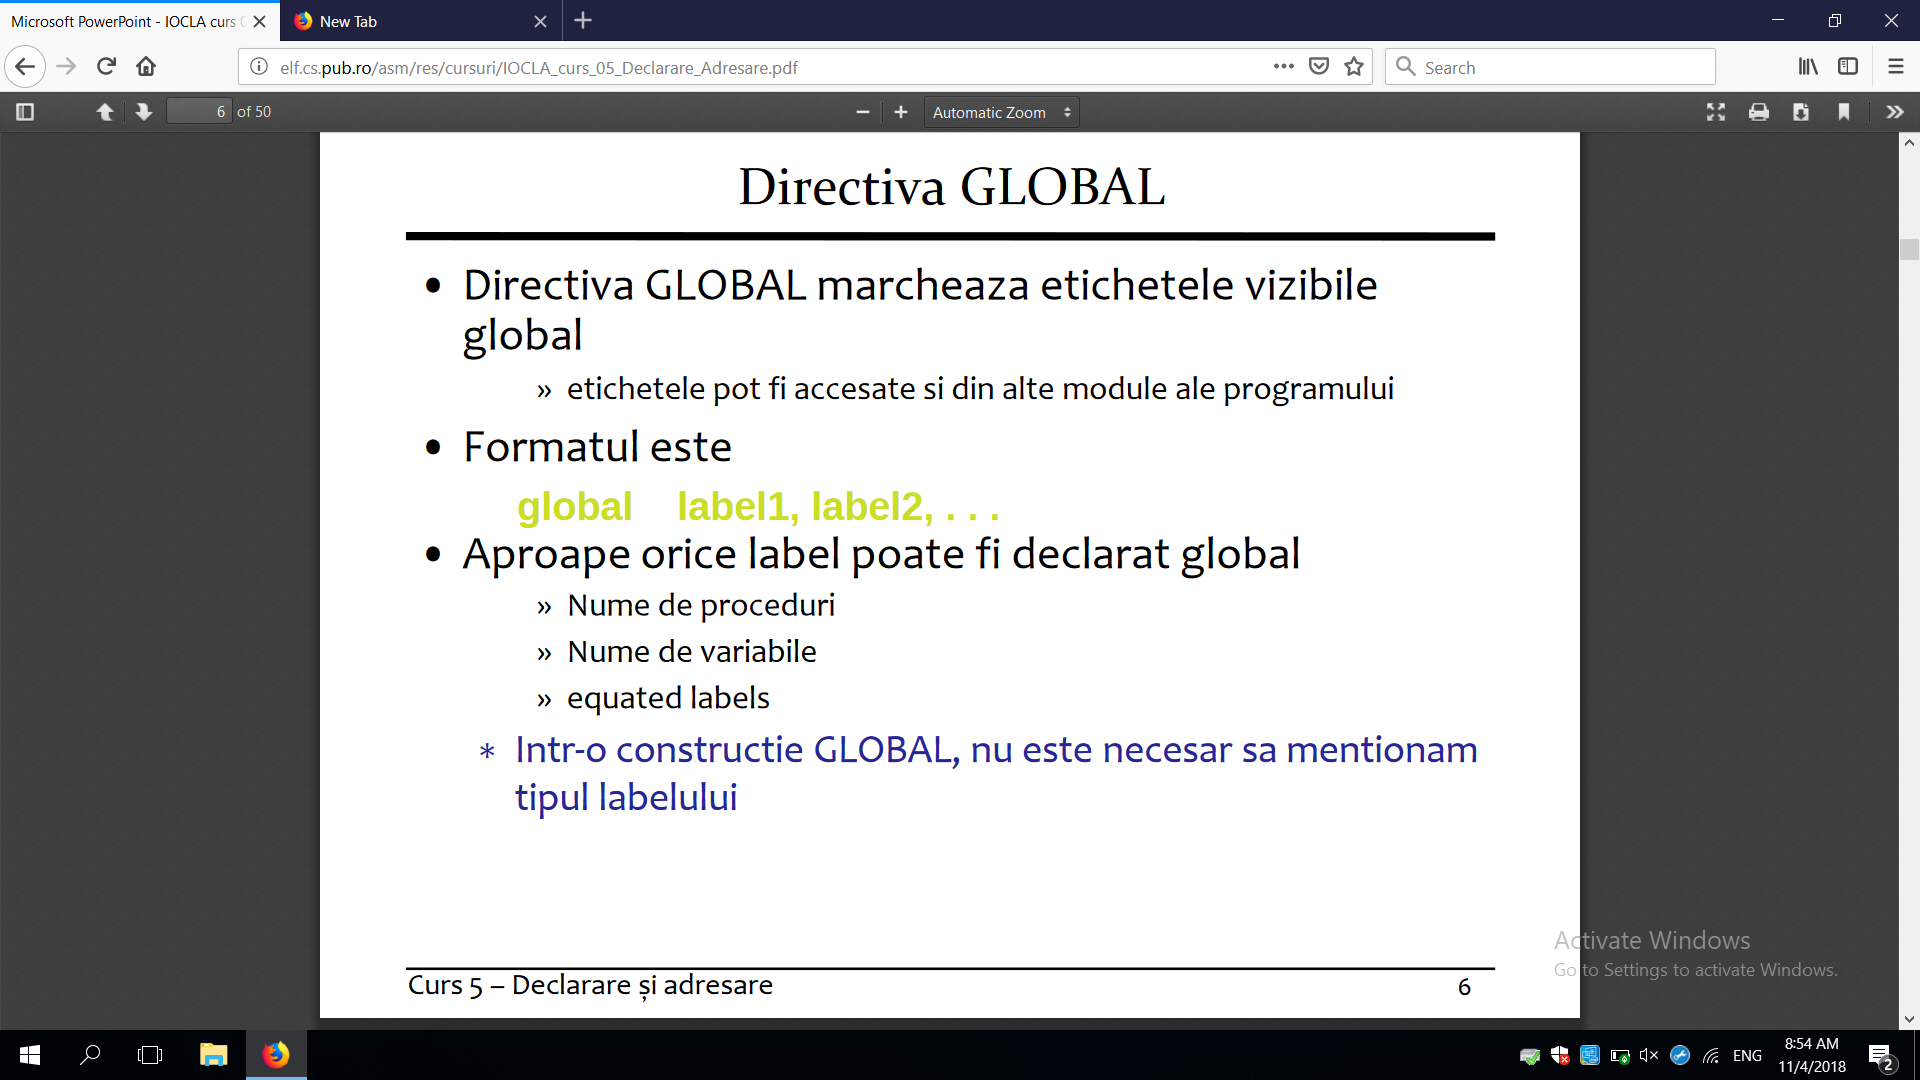 Microsoft PowerPoint - IOCLA curs 0
New Tab
elf.cs.pub.ro/asm/res/cursuri/IOCLA_curs_05_Declarare_Adresare.pdf
Search
6 of 50
Automatic Zoom
Directiva GLOBAL
• Directiva GLOBAL marcheaza etichetele vizibile
global
» etichetele pot fi accesate si din alte module ale programului
• Formatul este
global label1, label2, . . .
• Aproape orice label poate fi declarat global
» Nume de proceduri
» Nume de variabile
» equated labels
* Intr-o constructie GLOBAL, nu este necesar sa mentionam
tipul labelului
Activate Windows
Go to Settings to activate Windows.
Curs 5 – Declarare și adresare
6
ENG
8:54 AM
11/4/2018
2